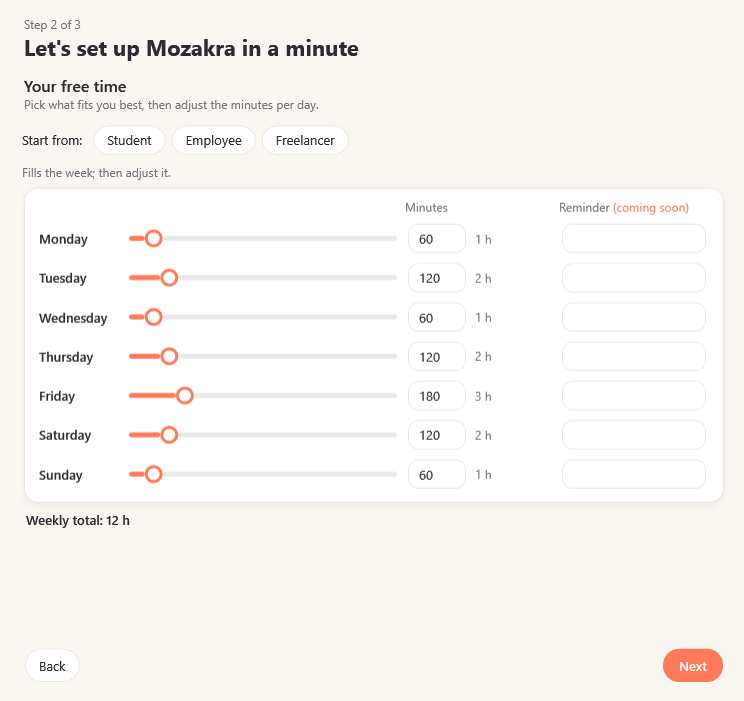 Step 2 of 3
Let's set up Mozakra in a minute
Your free time
Pick what fits you best, then adjust the minutes per day.
Start from: Student Employee Freelancer
Fills the week; then adjust it.
Minutes Reminder (coming soon)
Monday 60 1 h
Tuesday 120 2 h
Wednesday 60 1 h
Thursday 120 2 h
Friday 180 3 h
Saturday 120 2 h
Sunday 60 1 h
Weekly total: 12 h
Back Next